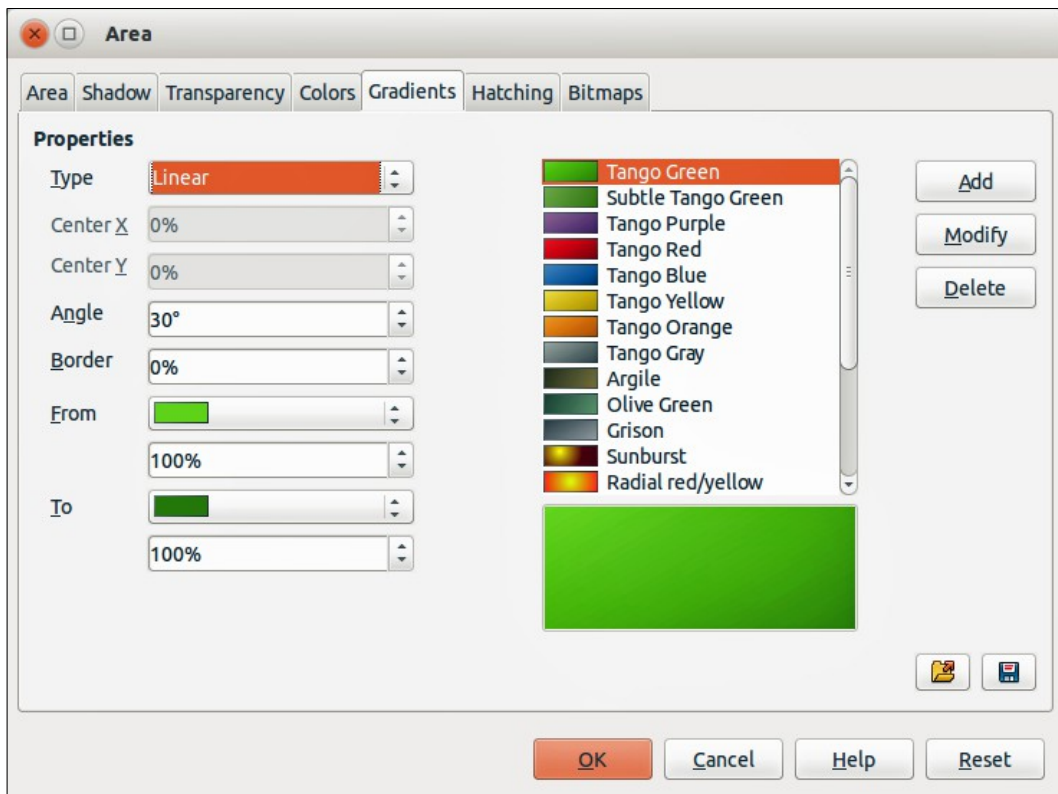 Area
Area Shadow Transparency Colors Gradients Hatching Bitmaps
Properties
Type Linear
Center X 0%
Center Y 0%
Angle 30°
Border 0%
From
100%
To
100%
Tango Green
Subtle Tango Green
Tango Purple
Tango Red
Tango Blue
Tango Yellow
Tango Orange
Tango Gray
Argile
Olive Green
Grison
Sunburst
Radial red/yellow
Add
Modify
Delete
OK Cancel Help Reset